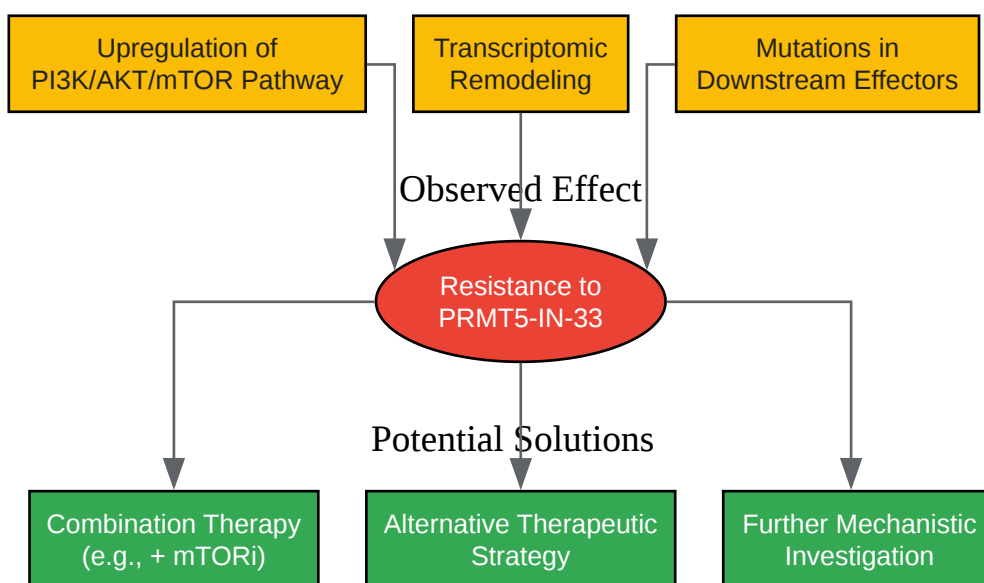 Upregulation of
PI3K/AKT/mTOR Pathway
Transcriptomic
Remodeling
Mutations in
Downstream Effectors
Observed Effect
Resistance to
PRMT5-IN-33
Potential Solutions
Combination Therapy
(e.g., + mTORi)
Alternative Therapeutic
Strategy
Further Mechanistic
Investigation